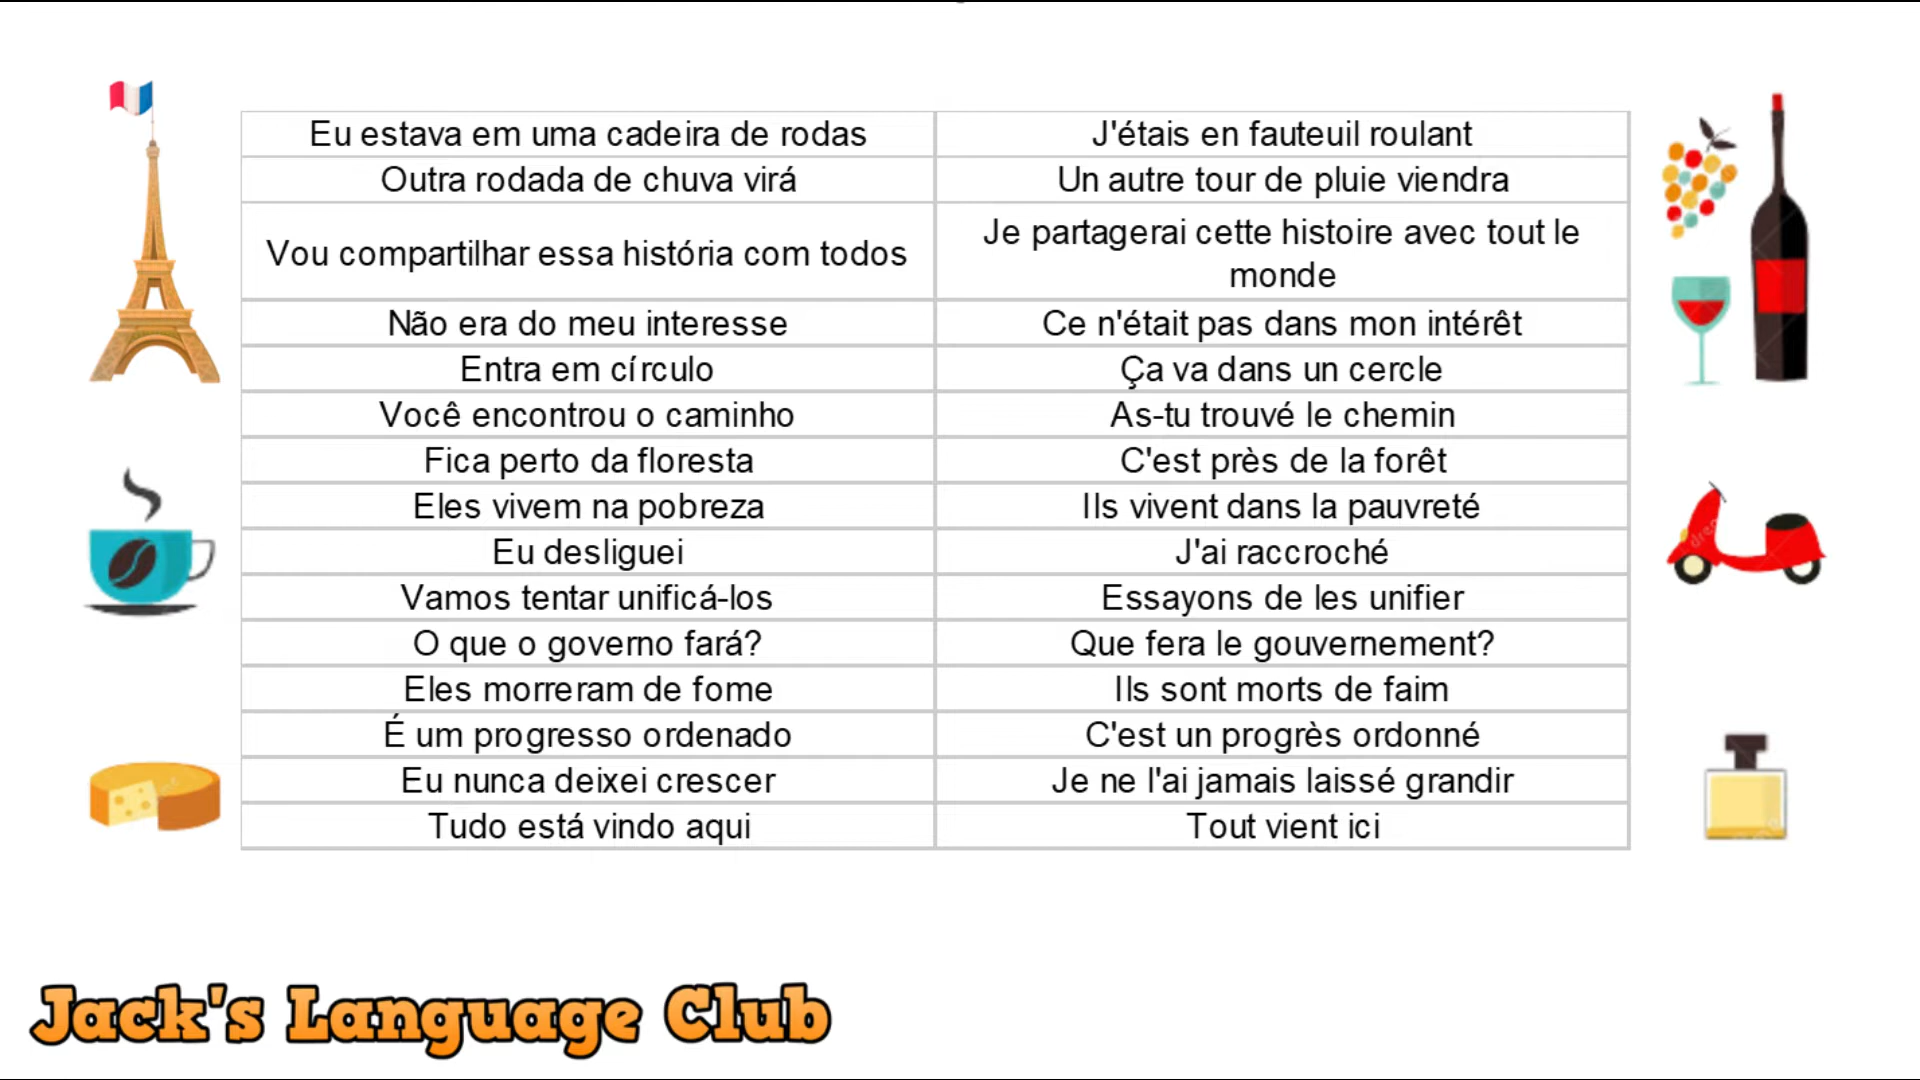 Eu estava em uma cadeira de rodas
J'étais en fauteuil roulant
Outra rodada de chuva virá
Un autre tour de pluie viendra
Vou compartilhar essa história com todos
Je partagerai cette histoire avec tout le
monde
Não era do meu interesse
Ce n'était pas dans mon intérêt
Entra em círculo
Ça va dans un cercle
Você encontrou o caminho
As-tu trouvé le chemin
Fica perto da floresta
C'est près de la forêt
Eles vivem na pobreza
Ils vivent dans la pauvreté
Eu desliguei
J'ai raccroché
Vamos tentar unificá-los
Essayons de les unifier
O que o governo fará?
Que fera le gouvernement?
Eles morreram de fome
Ils sont morts de faim
É um progresso ordenado
C'est un progrès ordonné
Eu nunca deixei crescer
Je ne l'ai jamais laissé grandir
Tudo está vindo aqui
Tout vient ici
Jack's Language Club